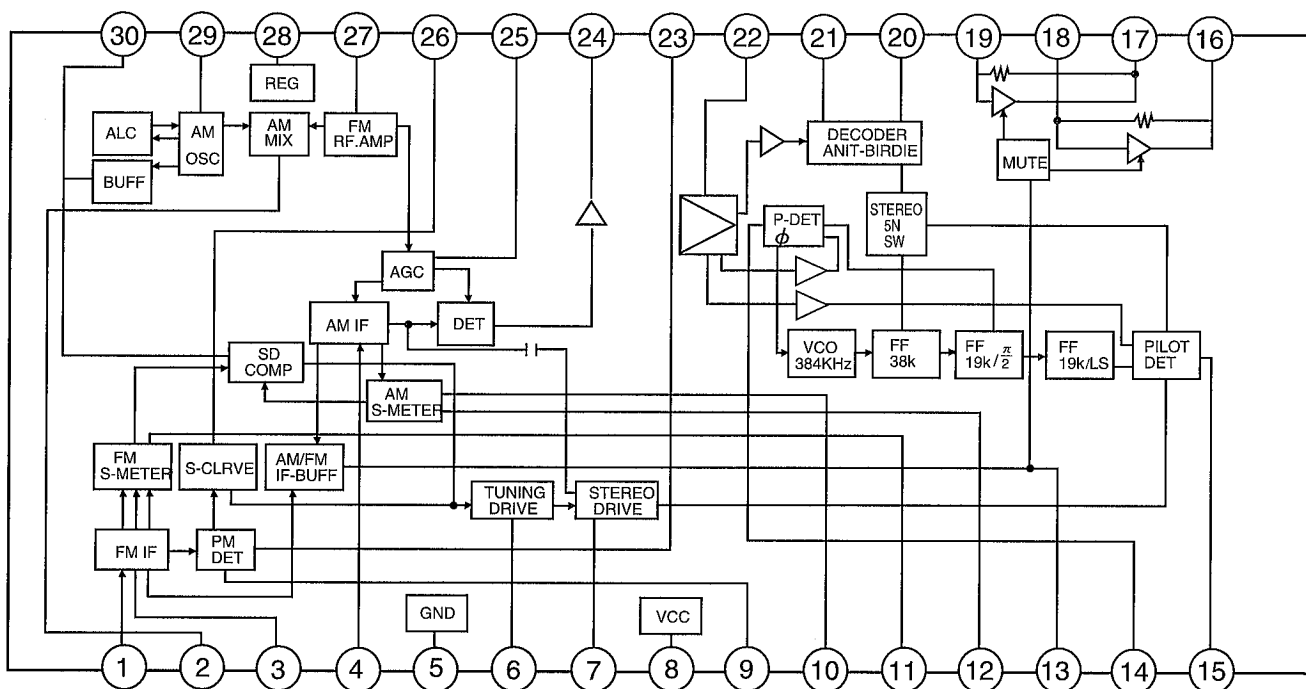 30 29 28 27 26 25 24 23 22 21 20 19 18 17 16
REG
ALC
AM
OSC
AM
MIX
FM
RF.AMP
DECODER
ANIT-BIRDIE
MUTE
BUFF
STEREO
5N
SW
P-DET
ϕ
AGC
AM IF
DET
SD
COMP
VCO
384KHz
FF
38k
FF
19k/π/2
FF
19k/LS
PILOT
DET
AM
S-METER
FM
S-METER
S-CLRVE
AM/FM
IF-BUFF
TUNING
DRIVE
STEREO
DRIVE
FM IF
PM
DET
GND
VCC
1 2 3 4 5 6 7 8 9 10 11 12 13 14 15